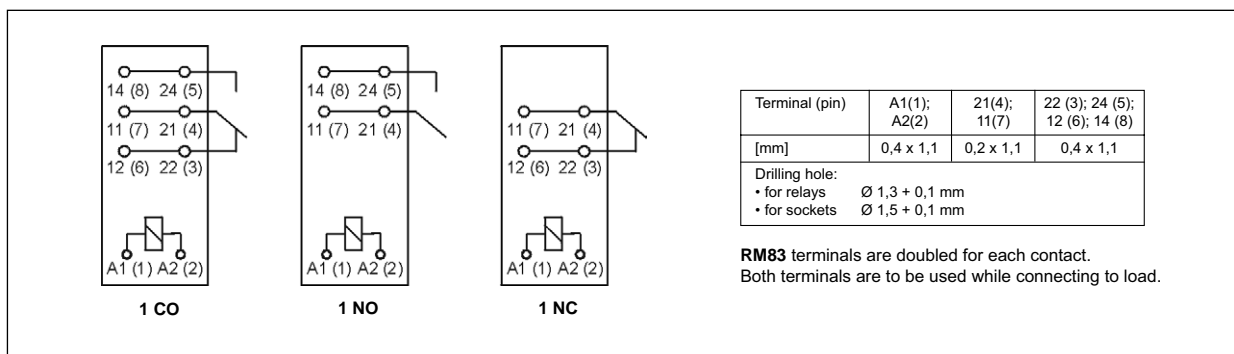 14 (8) 24 (5)
11 (7) 21 (4)
12 (6) 22 (3)
A1 (1) A2 (2)
1 CO
14 (8) 24 (5)
11 (7) 21 (4)
A1 (1) A2 (2)
1 NO
11 (7) 21 (4)
12 (6) 22 (3)
A1 (1) A2 (2)
1 NC
Terminal (pin) A1(1); 21(4); 22 (3); 24 (5);
A2(2) 11(7) 12 (6); 14 (8)
[mm] 0,4 x 1,1 0,2 x 1,1 0,4 x 1,1
Drilling hole:
• for relays Ø 1,3 + 0,1 mm
• for sockets Ø 1,5 + 0,1 mm
RM83 terminals are doubled for each contact.
Both terminals are to be used while connecting to load.